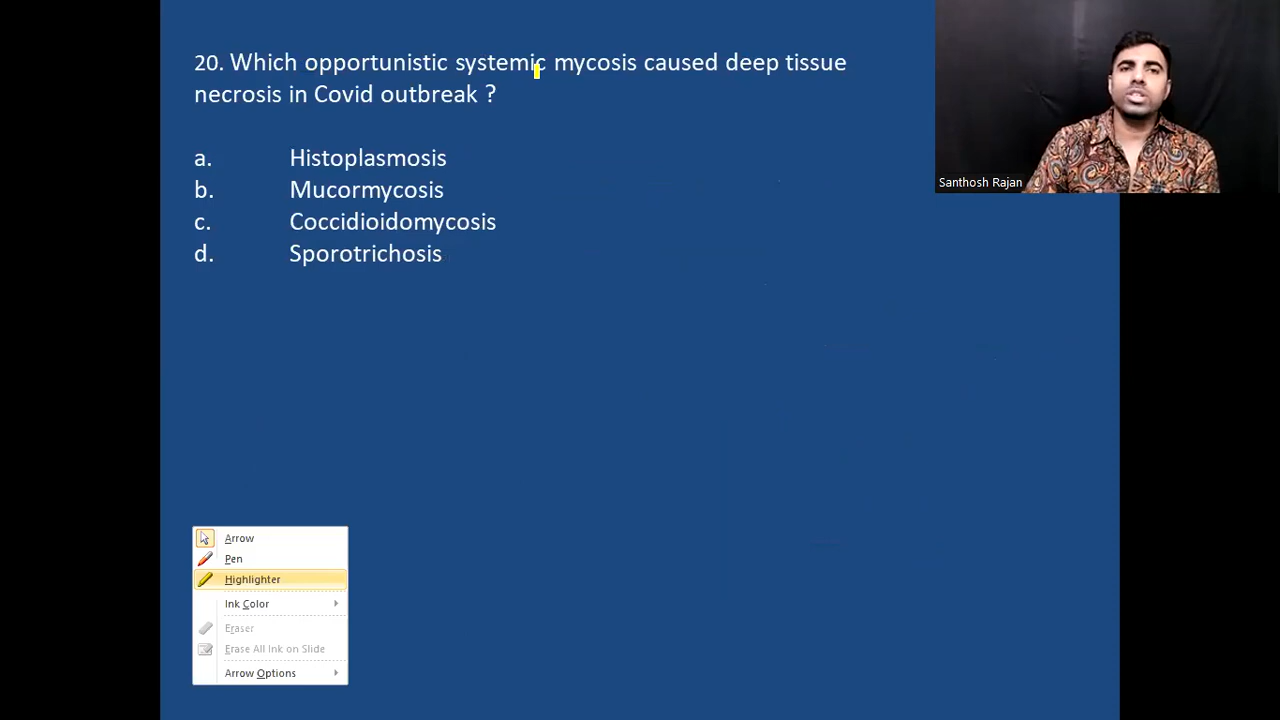 20. Which opportunistic systemic mycosis caused deep tissue
necrosis in Covid outbreak ?
a. Histoplasmosis
b. Mucormycosis
c. Coccidioidomycosis
d. Sporotrichosis
Santhosh Rajan
Arrow
Pen
Highlighter
Ink Color
Eraser
Erase All Ink on Slide
Arrow Options